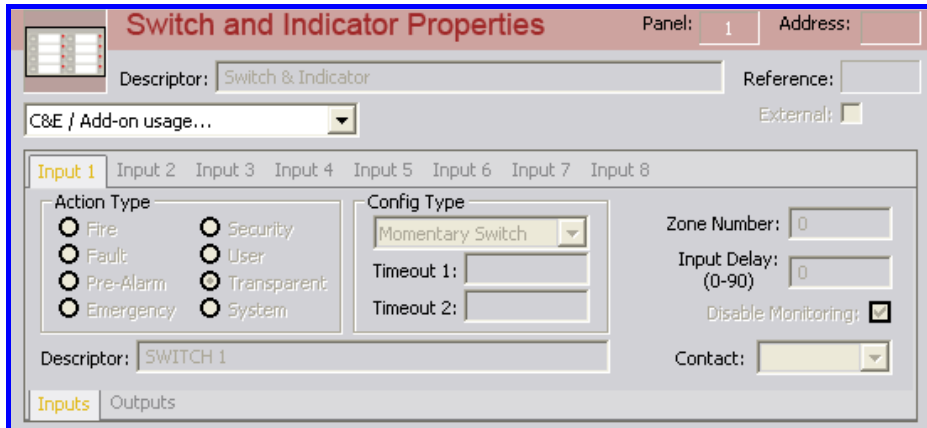 Switch and Indicator Properties Panel: 1 Address:
Descriptor: Switch & Indicator Reference:
C&E / Add-on usage... External:
Input 1 Input 2 Input 3 Input 4 Input 5 Input 6 Input 7 Input 8
Action Type Config Type
Fire Security Momentary Switch Zone Number: 0
Fault User Timeout 1: Input Delay: 0
(0-90)
Pre-Alarm Transparent
Emergency System Timeout 2: Disable Monitoring:
Descriptor: SWITCH 1 Contact:
Inputs Outputs